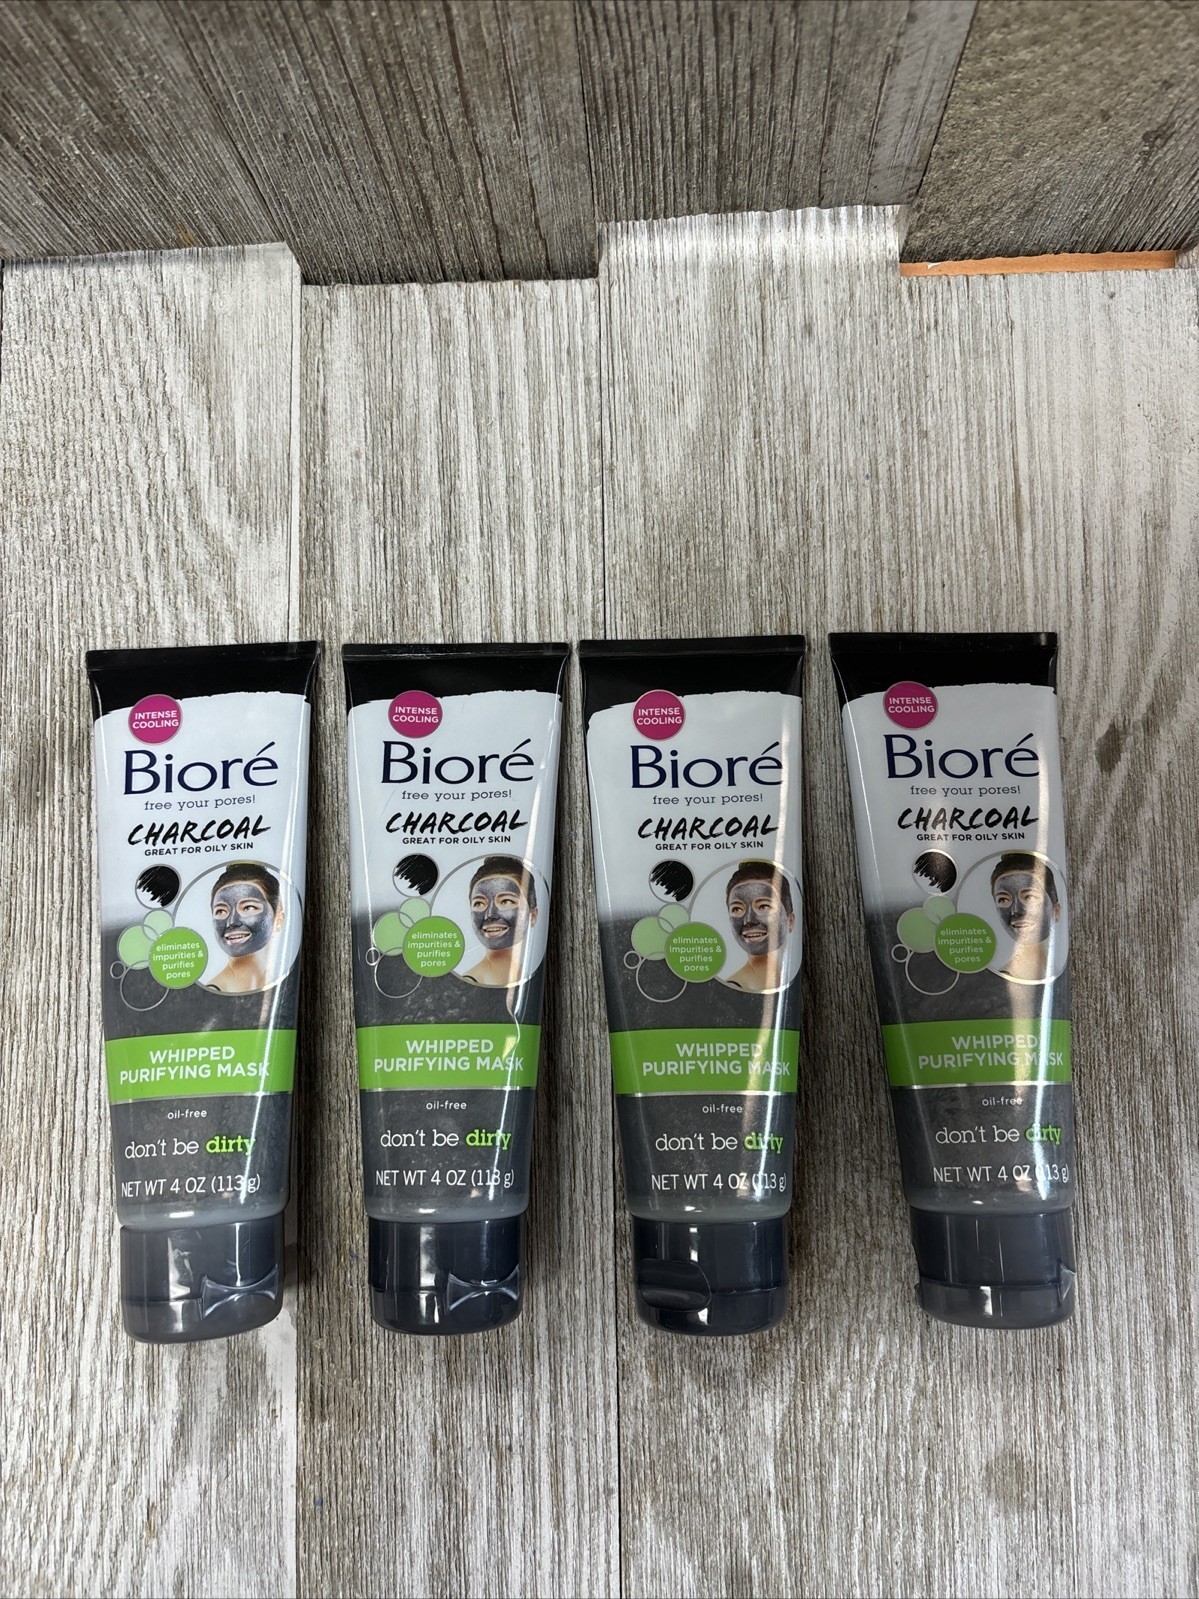 INTENSE
COOLING
Bioré
free your pores!
CHARCOAL
GREAT FOR OILY SKIN
eliminates
impurities &
purifies
pores
WHIPPED
PURIFYING MASK
oil-free
don't be dirty
NET WT 4 OZ (113 g)
INTENSE
COOLING
Bioré
free your pores!
CHARCOAL
GREAT FOR OILY SKIN
eliminates
impurities &
purifies
pores
WHIPPED
PURIFYING MASK
oil-free
don't be dirty
NET WT 4 OZ (113 g)
INTENSE
COOLING
Bioré
free your pores!
CHARCOAL
GREAT FOR OILY SKIN
eliminates
impurities &
purifies
pores
WHIPPED
PURIFYING MASK
oil-free
don't be dirty
NET WT 4 OZ (113 g)
INTENSE
COOLING
Bioré
free your pores!
CHARCOAL
GREAT FOR OILY SKIN
eliminates
impurities &
purifies
pores
WHIPPED
PURIFYING MASK
oil-free
don't be dirty
NET WT 4 OZ (113 g)